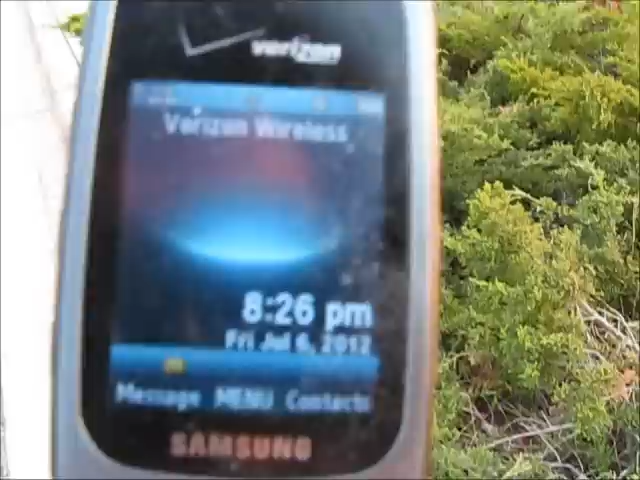 verizon
Verizon Wireless
8:26 pm
Fri Jul 6, 2012
Message MENU Contacts
SAMSUNG